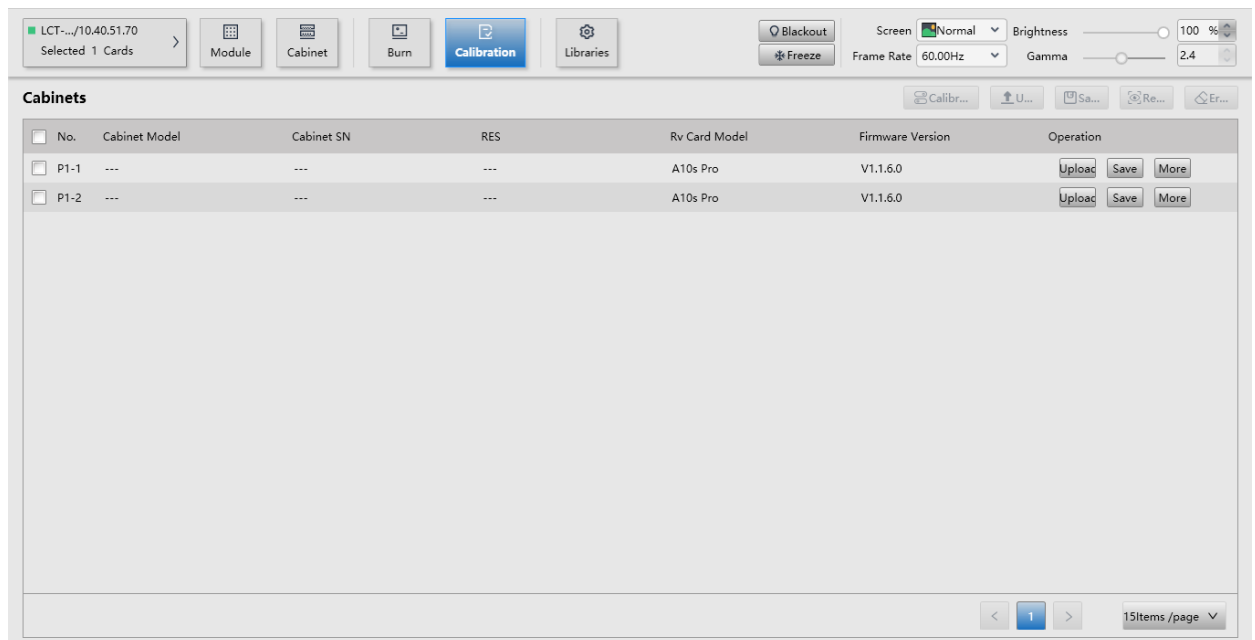 LCT-.../10.40.51.70
Selected 1 Cards
Module
Cabinet
Burn
Calibration
Libraries
Blackout
Freeze
Screen Normal
Frame Rate 60.00Hz
Brightness 100 %
Gamma 2.4
Cabinets
Calibr... U... Sa... Re... Er...
No. Cabinet Model Cabinet SN RES Rv Card Model Firmware Version Operation
P1-1 --- --- --- A10s Pro V1.1.6.0 Upload Save More
P1-2 --- --- --- A10s Pro V1.1.6.0 Upload Save More
< 1 > 15Items /page